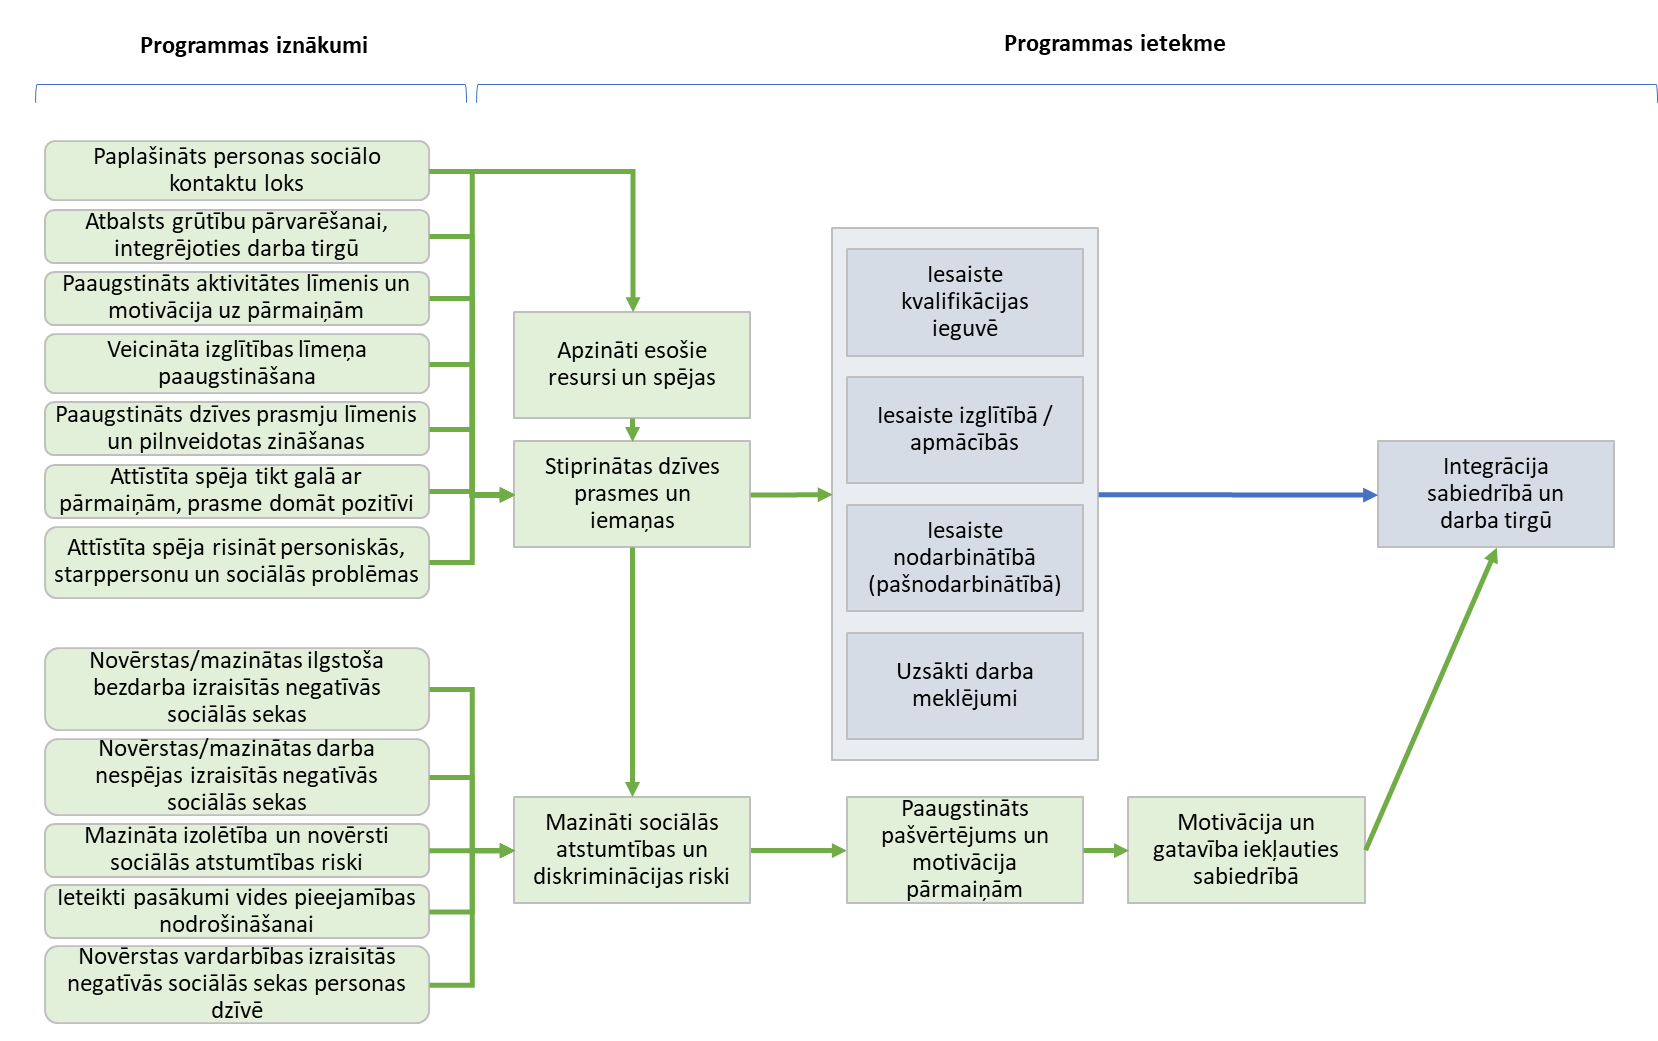 Programmas iznākumi
Programmas ietekme
Paplašināts personas sociālo
kontaktu loks
Atbalsts grūtību pārvarēšanai,
integrējoties darba tirgū
Paaugstināts aktivitātes līmenis un
motivācija uz pārmaiņām
Veicināta izglītības līmeņa
paaugstināšana
Paaugstināts dzīves prasmju līmenis
un pilnveidotas zināšanas
Attīstīta spēja tikt galā ar
pārmaiņām, prasme domāt pozitīvi
Attīstīta spēja risināt personiskās,
starppersonu un sociālās problēmas
Novērstas/mazinātas ilgstoša
bezdarba izraisītās negatīvās
sociālās sekas
Novērstas/mazinātas darba
nespējas izraisītās negatīvās
sociālās sekas
Mazināta izolētība un novērsti
sociālās atstumtības riski
Ieteikti pasākumi vides pieejamības
nodrošināšanai
Novērstas vardarbības izraisītās
negatīvās sociālās sekas personas
dzīvē
Apzināti esošie
resursi un spējas
Stiprinātas dzīves
prasmes un
iemaņas
Mazināti sociālās
atstumtības un
diskriminācijas riski
Iesaiste
kvalifikācijas
ieguvē
Iesaiste izglītībā /
apmācībās
Iesaiste
nodarbinātībā
(pašnodarbinātībā)
Uzsākti darba
meklējumi
Paaugstināts
pašvērtējums un
motivācija
pārmaiņām
Motivācija un
gatavība iekļauties
sabiedrībā
Integrācija
sabiedrībā un
darba tirgū